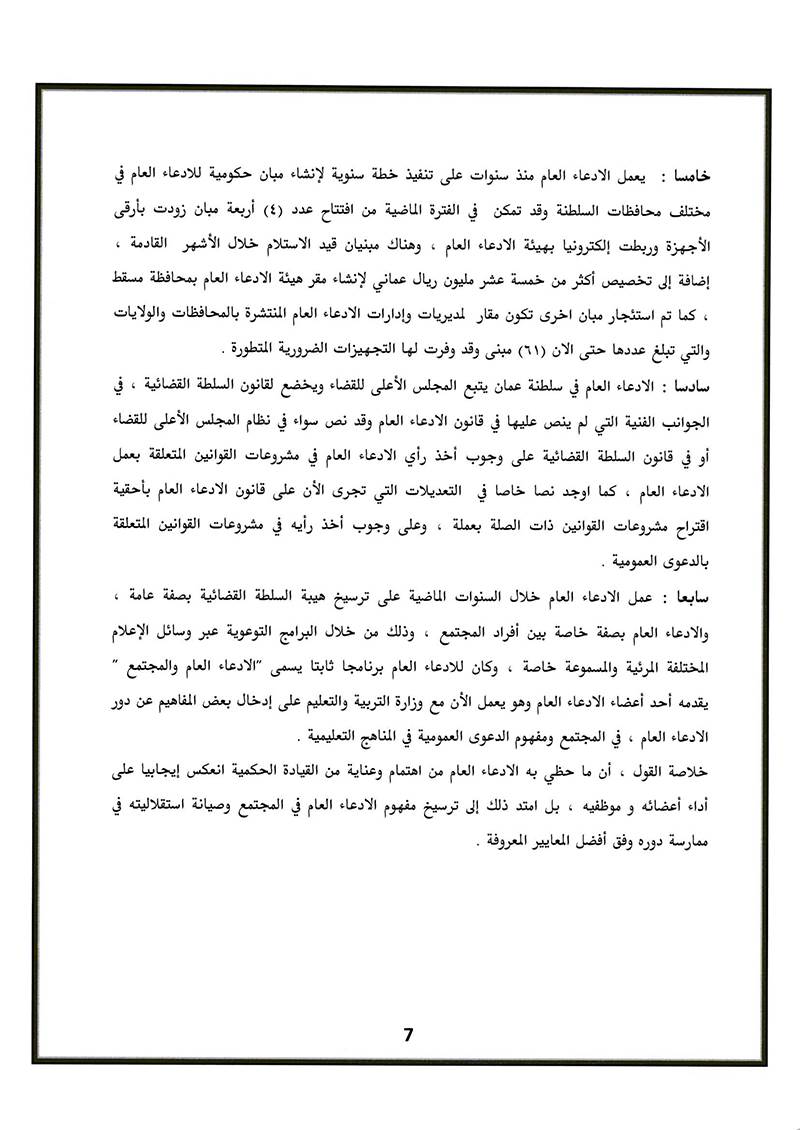 خامسا : يعمل الادعاء العام منذ سنوات على تنفيذ خطة سنوية لإنشاء مبان حكومية للادعاء العام في
مختلف محافظات السلطنة وقد تمكن في الفترة الماضية من افتتاح عدد (٤) أربعة مبان زودت بأرقى
الأجهزة وربطت إلكترونيا بهيئة الادعاء العام ، وهناك مبنيان قيد الاستلام خلال الأشهر القادمة ،
إضافة إلى تخصيص أكثر من خمسة عشر مليون ريال عماني لإنشاء مقر هيئة الادعاء العام بمحافظة مسقط
، كما تم استئجار مبان اخرى تكون مقار لمديريات وإدارات الادعاء العام المنتشرة بالمحافظات والولايات
والتي تبلغ عددها حتى الان (٦١) مبنى وقد وفرت لها التجهيزات الضرورية المتطورة .
سادسا : الادعاء العام في سلطنة عمان يتبع المجلس الأعلى للقضاء ويخضع لقانون السلطة القضائية ، في
الجوانب الفنية التي لم ينص عليها في قانون الادعاء العام وقد نص سواء في نظام المجلس الأعلى للقضاء
أو في قانون السلطة القضائية على وجوب أخذ رأي الادعاء العام في مشروعات القوانين المتعلقة بعمل
الادعاء العام ، كما اوجد نصا خاصا في التعديلات التي تجرى الأن على قانون الادعاء العام بأحقية
اقتراح مشروعات القوانين ذات الصلة بعملة ، وعلى وجوب أخذ رأيه في مشروعات القوانين المتعلقة
بالدعوى العمومية .
سابعا : عمل الادعاء العام خلال السنوات الماضية على ترسيخ هيبة السلطة القضائية بصفة عامة ،
والادعاء العام بصفة خاصة بين أفراد المجتمع ، وذلك من خلال البرامج التوعوية عبر وسائل الإعلام
المختلفة المرئية والمسموعة خاصة ، وكان للادعاء العام برنامجا ثابتا يسمى "الادعاء العام والمجتمع "
يقدمه أحد أعضاء الادعاء العام وهو يعمل الأن مع وزارة التربية والتعليم على إدخال بعض المفاهيم عن دور
الادعاء العام ، في المجتمع ومفهوم الدعوى العمومية في المناهج التعليمية .
خلاصة القول ، أن ما حظي به الادعاء العام من اهتمام وعناية من القيادة الحكمية انعكس إيجابيا على
أداء أعضائه و موظفيه ، بل امتد ذلك إلى ترسيخ مفهوم الادعاء العام في المجتمع وصيانة استقلاليته في
ممارسة دوره وفق أفضل المعايير المعروفة .
7